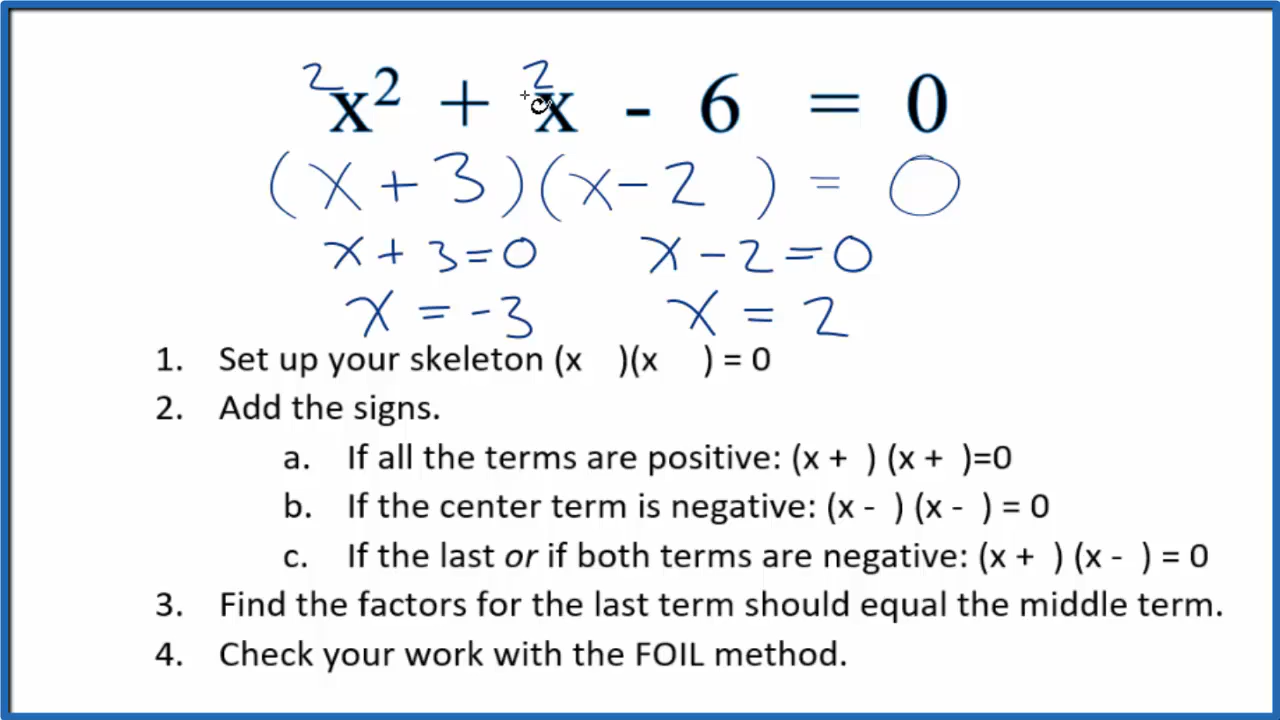 2x² + 2x - 6 = 0
(x + 3)(x - 2) = 0
x + 3 = 0 x - 2 = 0
x = -3 x = 2
1. Set up your skeleton (x )(x ) = 0
2. Add the signs.
a. If all the terms are positive: (x + ) (x + )=0
b. If the center term is negative: (x - ) (x - ) = 0
c. If the last or if both terms are negative: (x + ) (x - ) = 0
3. Find the factors for the last term should equal the middle term.
4. Check your work with the FOIL method.